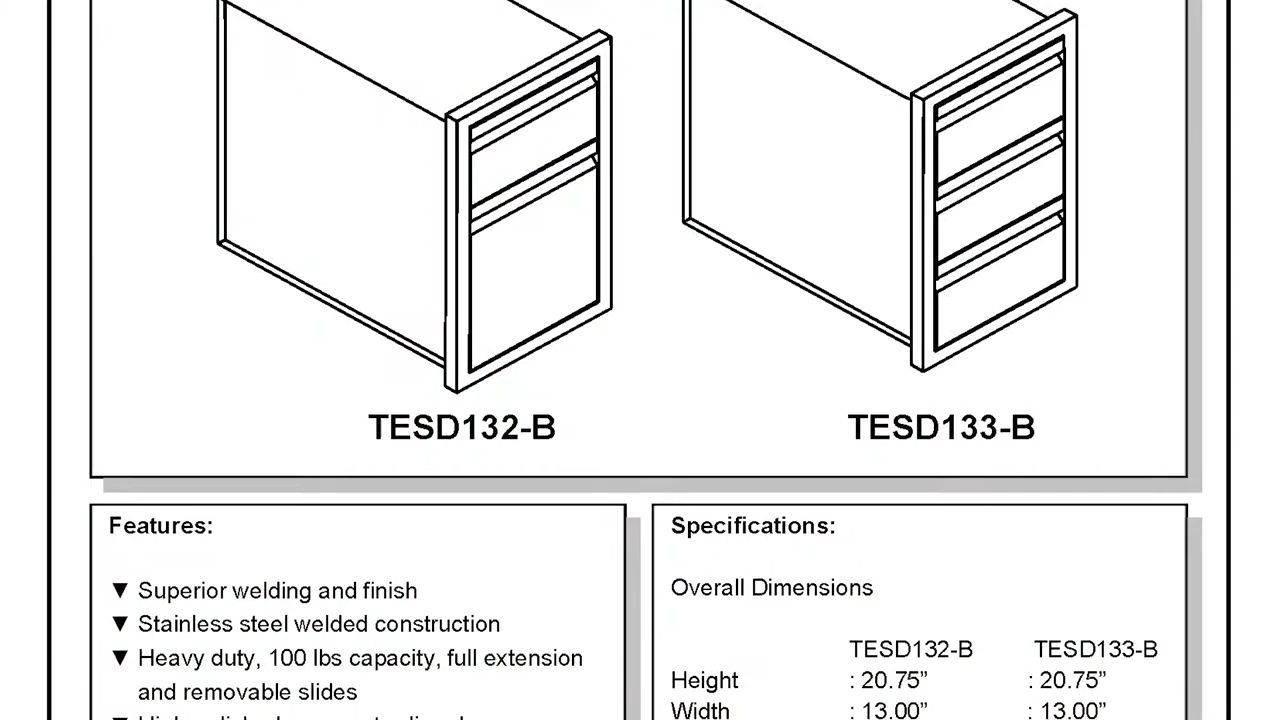 TESD132-B
TESD133-B
Features:
▼ Superior welding and finish
▼ Stainless steel welded construction
▼ Heavy duty, 100 lbs capacity, full extension
and removable slides
Specifications:
Overall Dimensions
TESD132-B TESD133-B
Height : 20.75” : 20.75”
Width : 13.00” : 13.00”